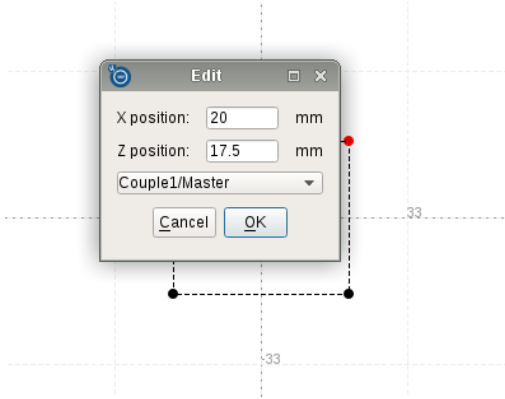 Edit
X position: 20 mm
Z position: 17.5 mm
Couple1/Master
Cancel OK
33
-33